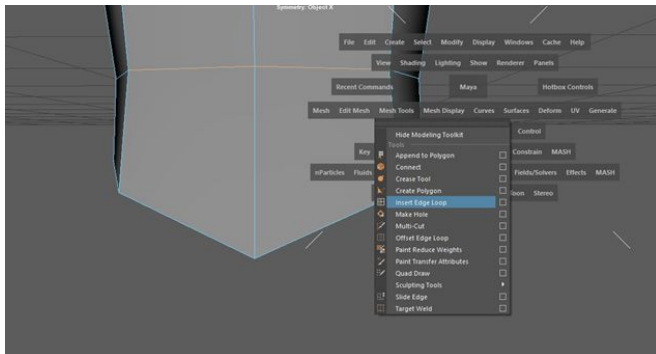 Symmetry: Object X
File Edit Create Select Modify Display Windows Cache Help
View Shading Lighting Show Renderer Panels
Recent Commands Maya Hotbox Controls
Mesh Edit Mesh Mesh Tools Mesh Display Curves Surfaces Deform UV Generate
Hide Modeling Toolkit
Control
Tools
Key
Append to Polygon
Constrain MASH
Connect
nParticles Fluids
Fields/Solvers Effects MASH
Crease Tool
Create Polygon
Stereo
Insert Edge Loop
Make Hole
Multi-Cut
Offset Edge Loop
Paint Reduce Weights
Paint Transfer Attributes
Quad Draw
Sculpting Tools
Slide Edge
Target Weld